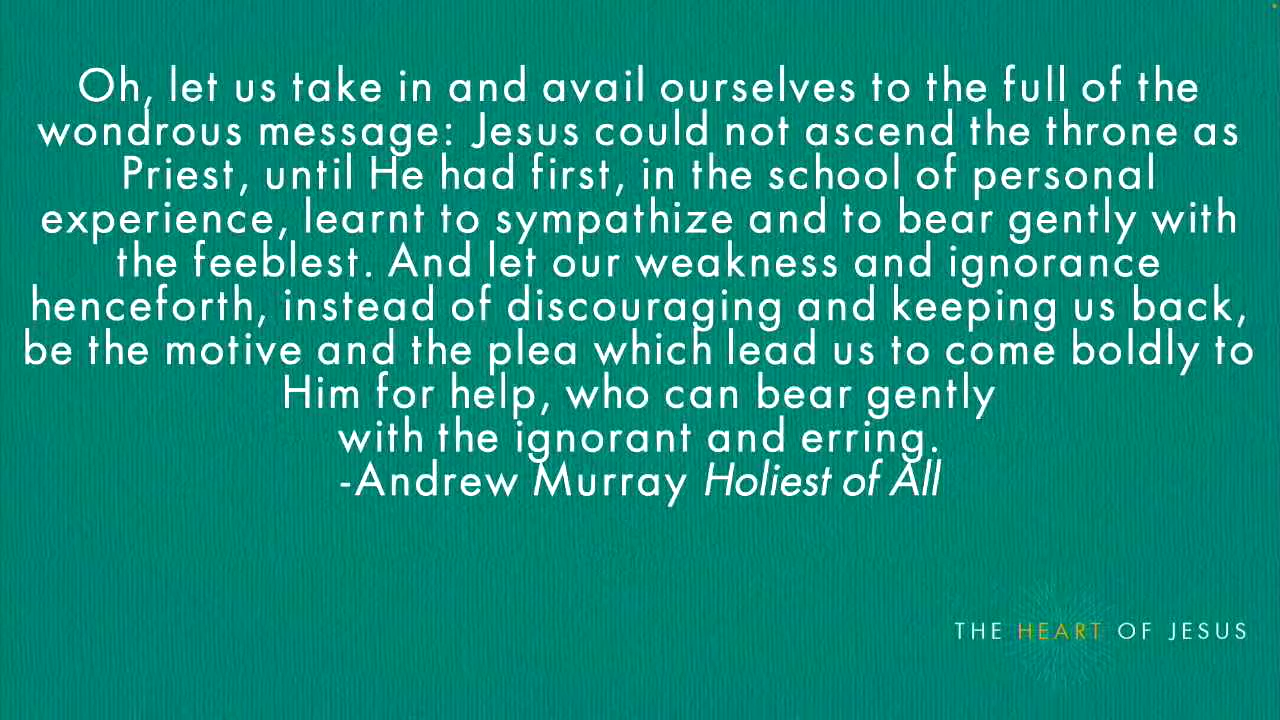 Oh, let us take in and avail ourselves to the full of the
wondrous message: Jesus could not ascend the throne as
Priest, until He had first, in the school of personal
experience, learnt to sympathize and to bear gently with
the feeblest. And let our weakness and ignorance
henceforth, instead of discouraging and keeping us back,
be the motive and the plea which lead us to come boldly to
Him for help, who can bear gently
with the ignorant and erring.
-Andrew Murray Holiest of All
THE HEART OF JESUS